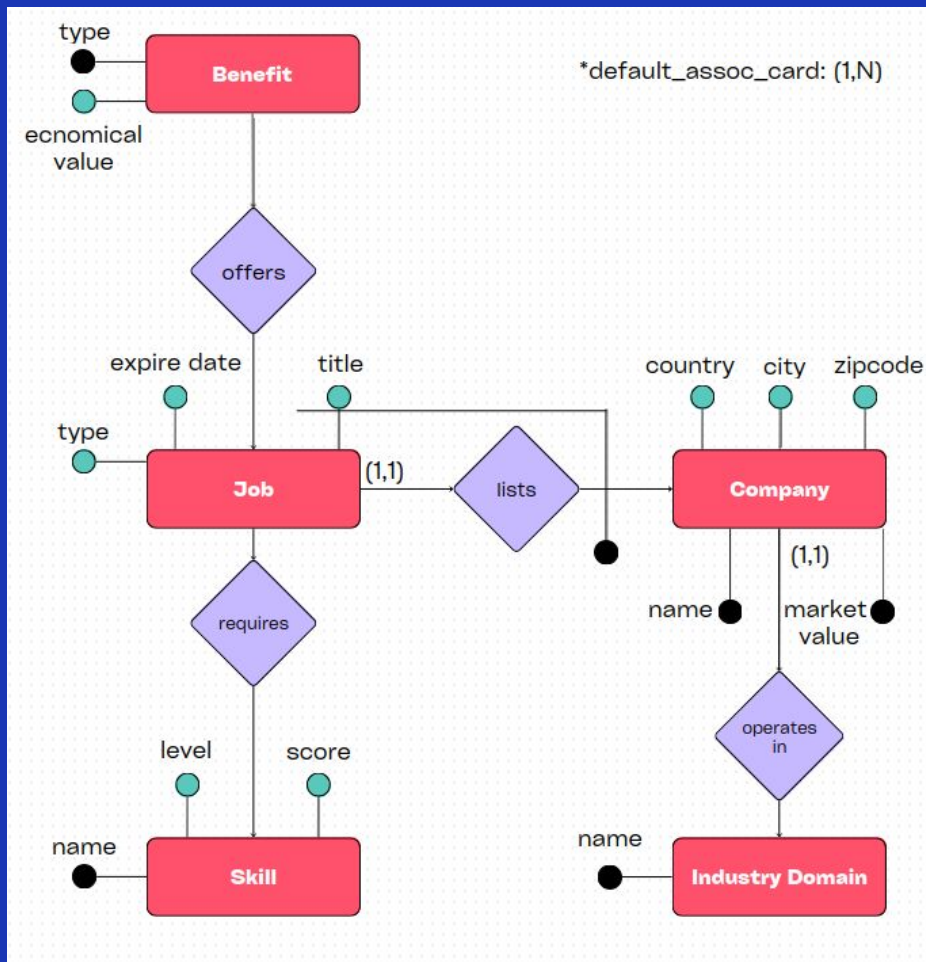 type
Benefit
*default_assoc_card: (1,N)
ecnomical
value
offers
expire date
title
country
city
zipcode
type
(1,1)
Job
lists
Company
(1,1)
name
market
value
requires
operates
in
level
score
name
name
Skill
Industry Domain